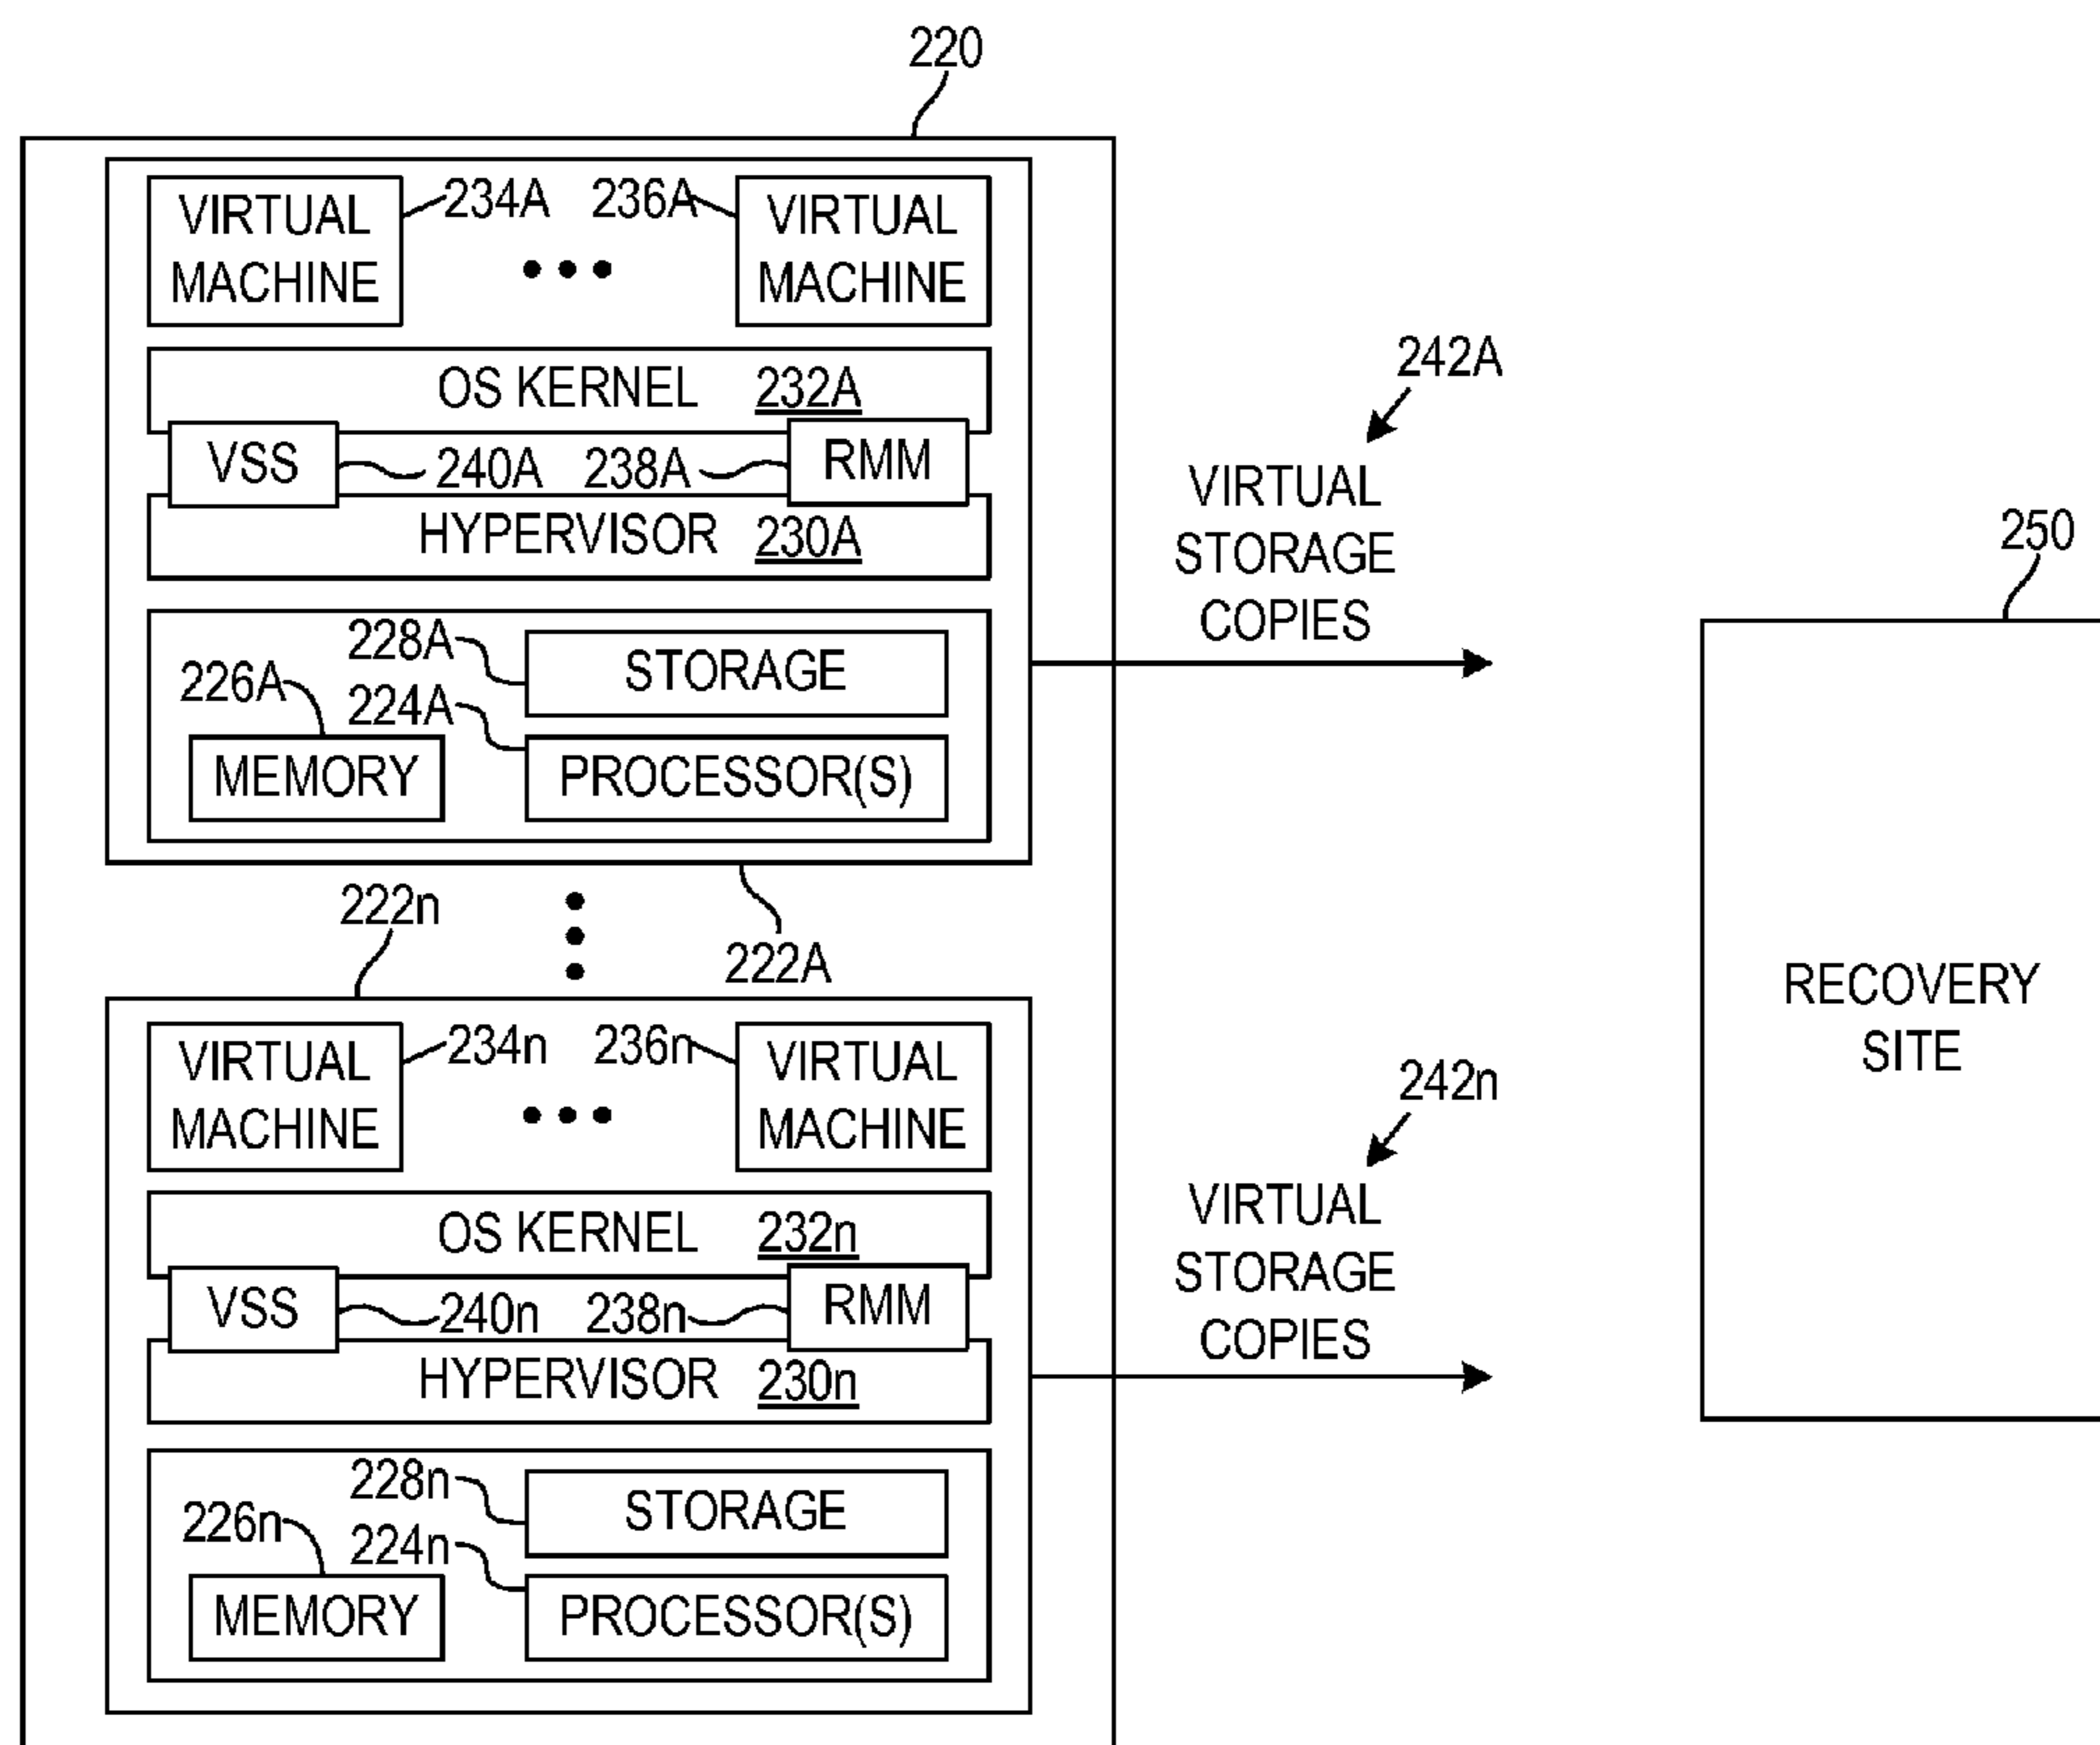 220
VIRTUAL
MACHINE
234A
236A
VIRTUAL
MACHINE
OS KERNEL 232A
VSS
240A
238A
RMM
HYPERVISOR 230A
228A
STORAGE
226A
224A
MEMORY
PROCESSOR(S)
222A
242A
VIRTUAL
STORAGE
COPIES
222n
VIRTUAL
MACHINE
234n
236n
VIRTUAL
MACHINE
OS KERNEL 232n
VSS
240n
238n
RMM
HYPERVISOR 230n
228n
STORAGE
226n
224n
MEMORY
PROCESSOR(S)
242n
VIRTUAL
STORAGE
COPIES
250
RECOVERY
SITE